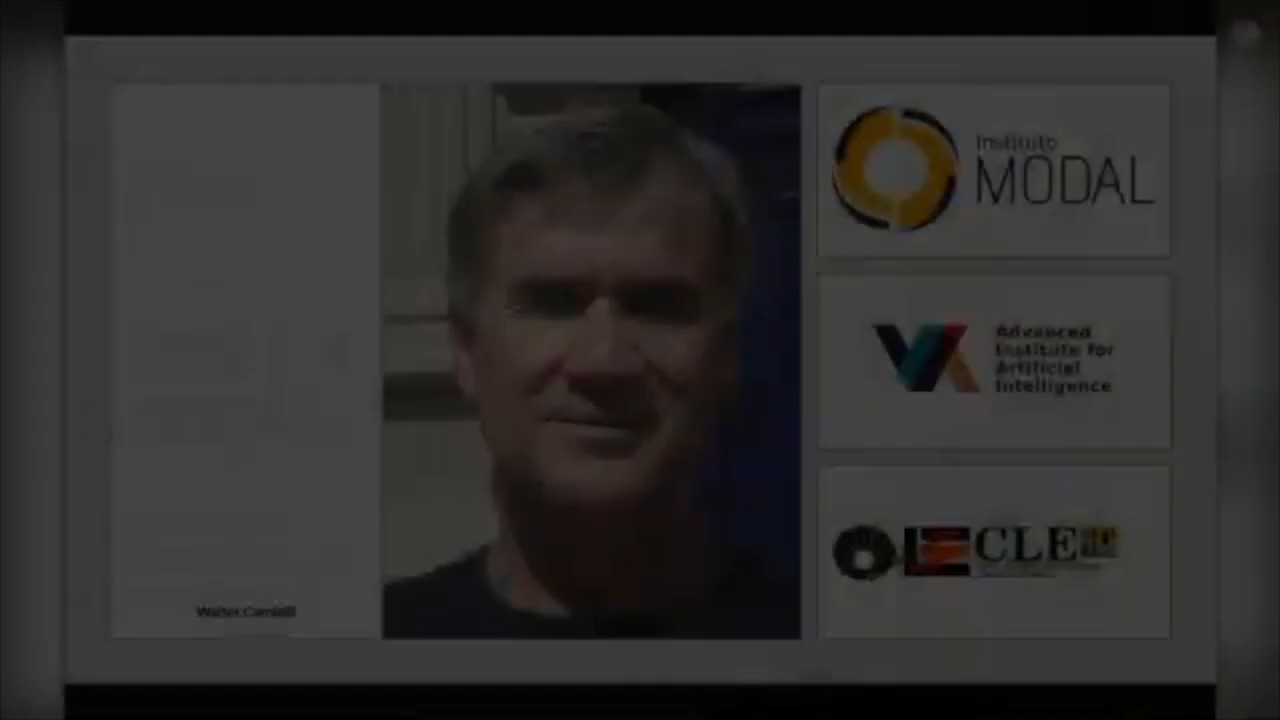 Walter Carnielli
Instituto
MODAL
Advanced
Institute for
Artificial
Intelligence
CLE